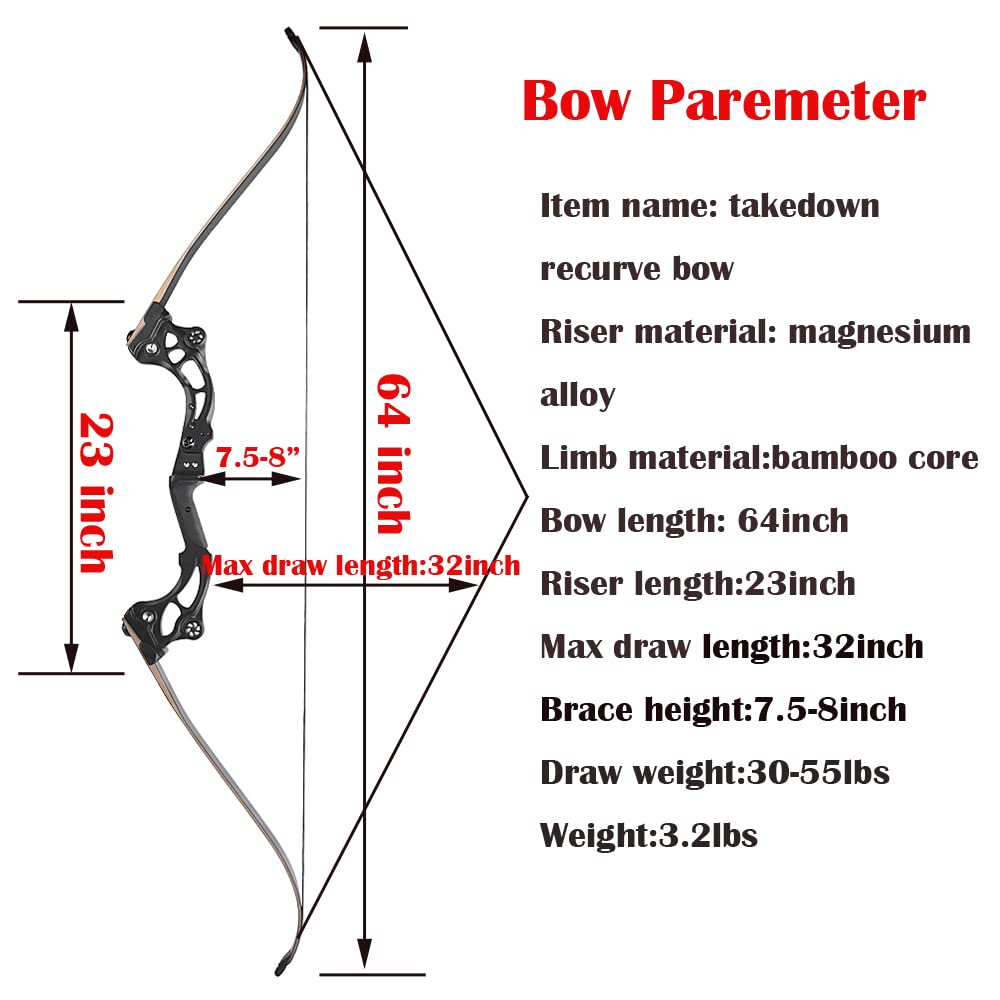 Bow Paremeter
Item name: takedown
recurve bow
Riser material: magnesium
alloy
Limb material:bamboo core
Bow length: 64inch
Riser length:23inch
Max draw length:32inch
Brace height:7.5-8inch
Draw weight:30-55lbs
Weight:3.2lbs
23 inch
7.5-8”
64 inch
Max draw length:32inch